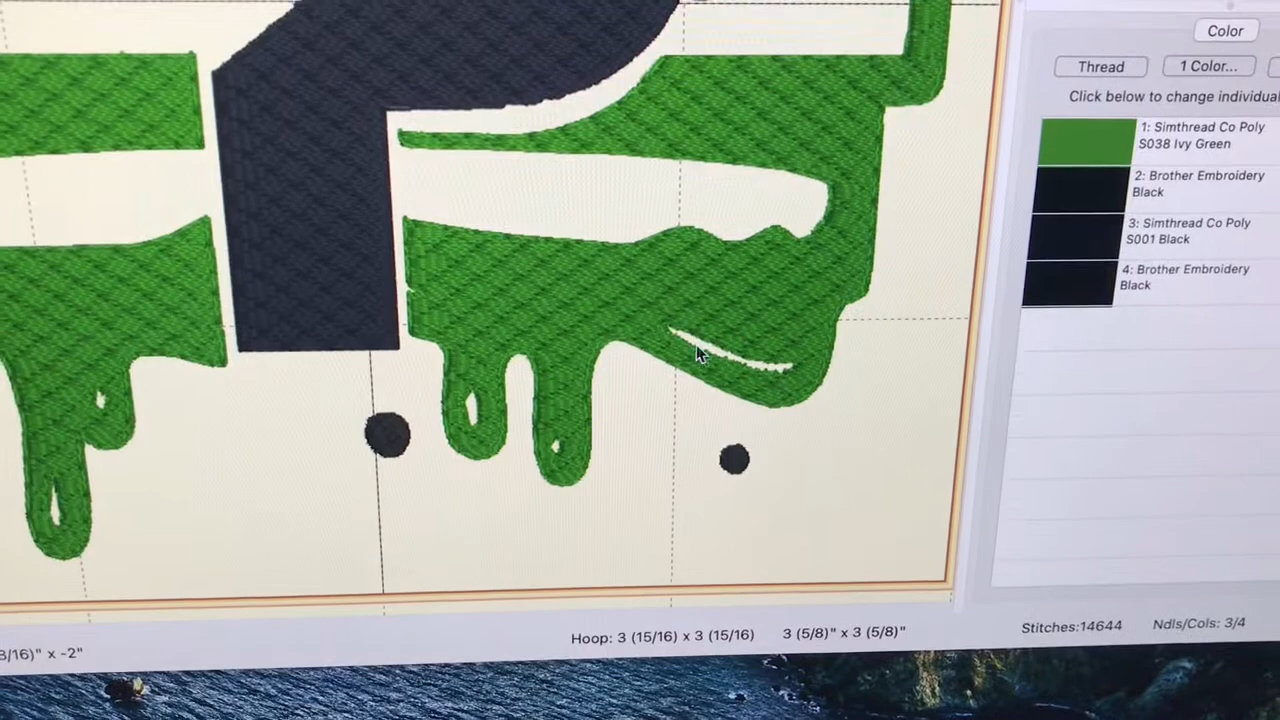 Color
Thread
1 Color...
Click below to change individual
1: Simthread Co Poly
S038 Ivy Green
2: Brother Embroidery
Black
3: Simthread Co Poly
S001 Black
4: Brother Embroidery
Black
8/16)" x -2"
Hoop: 3 (15/16) x 3 (15/16)
3 (5/8)" x 3 (5/8)"
Stitches:14644
Ndls/Cols: 3/4